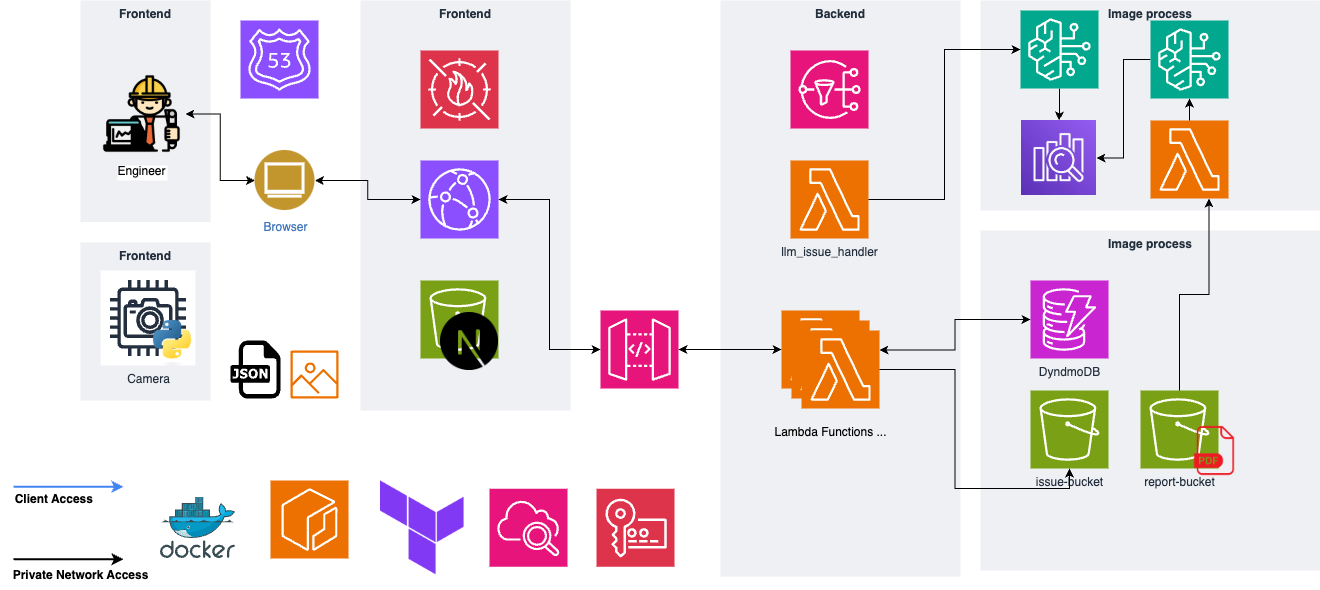 Frontend
Frontend
Backend
Image process
53
Engineer
Browser
llm_issue_handler
Image process
Frontend
Camera
JSON
N
</>
DyndmoDB
Lambda Functions ...
PDF
issue-bucket
report-bucket
Client Access
docker
Private Network Access